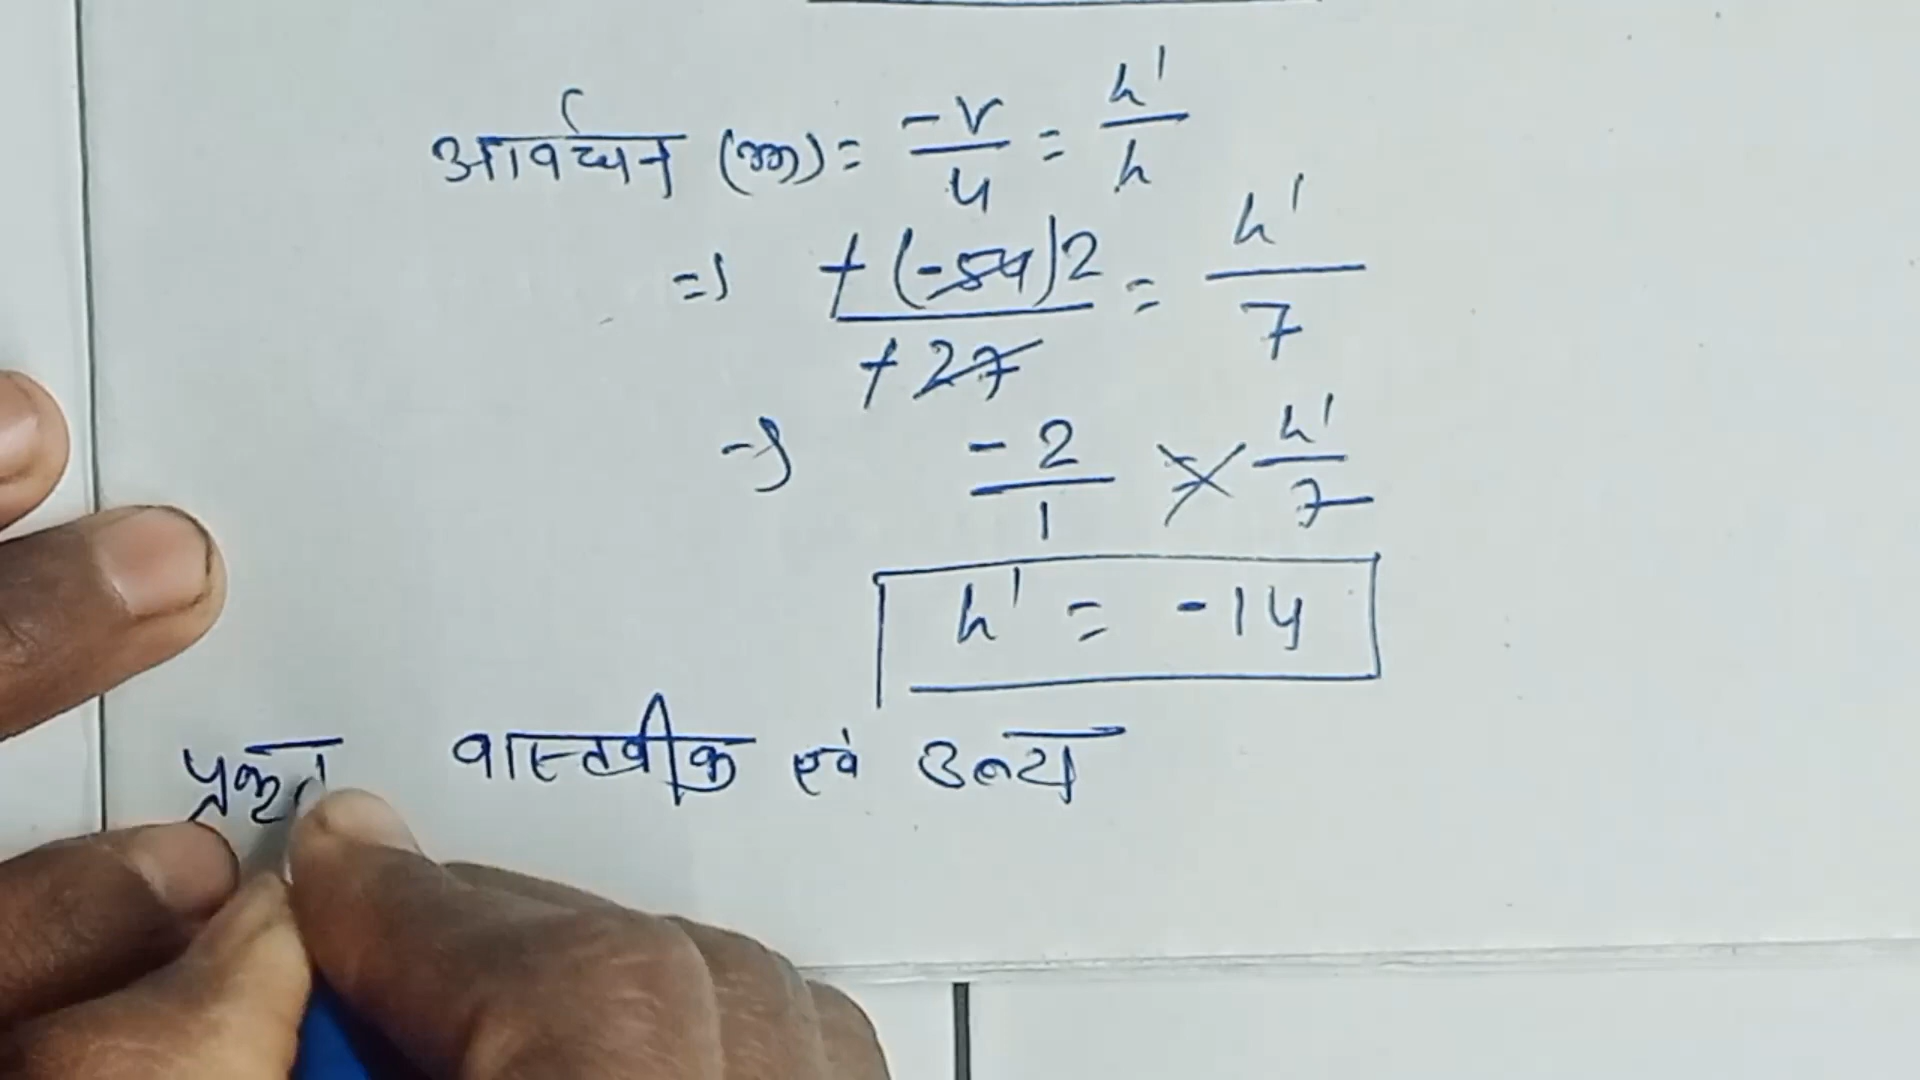 आवर्धन (m) = -v/u = h'/h
=> +(-54)2/+27 = h'/7
=> -2/1 = h'/7
h' = -14
प्रकृत वास्तवीक एवं उल्टा